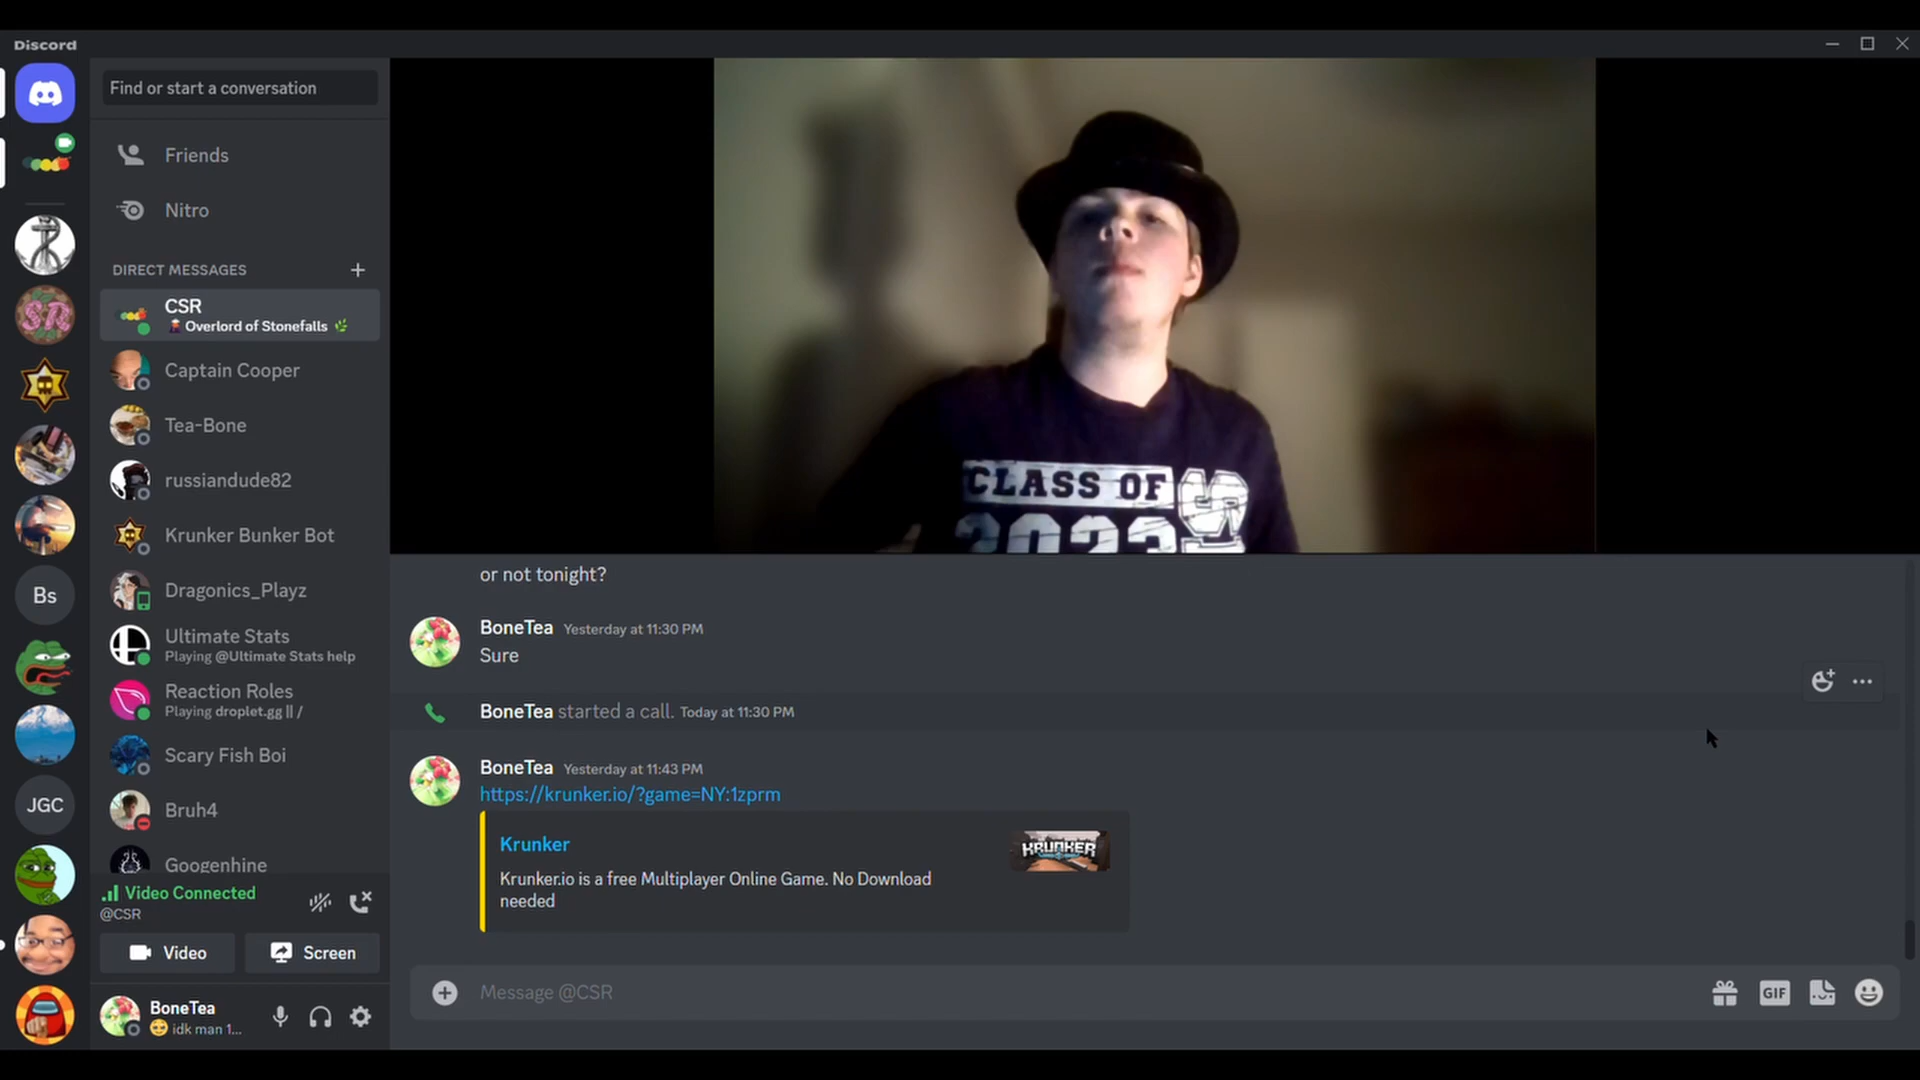 Discord
Find or start a conversation
Friends
Nitro
DIRECT MESSAGES
CSR
Overlord of Stonefalls
Captain Cooper
Tea-Bone
russiandude82
Krunker Bunker Bot
Dragonics_Playz
Ultimate Stats
Playing @Ultimate Stats help
Reaction Roles
Playing droplet.gg || /
Scary Fish Boi
Bruh4
Googenhine
Video Connected
@CSR
Video
Screen
BoneTea
idk man 1...
SR
Bs
JGC
CLASS OF
2023
or not tonight?
BoneTea Yesterday at 11:30 PM
Sure
BoneTea started a call. Today at 11:30 PM
BoneTea Yesterday at 11:43 PM
https://krunker.io/?game=NY:1zprm
Krunker
KRUNKER
Krunker.io is a free Multiplayer Online Game. No Download
needed
Message @CSR
GIF